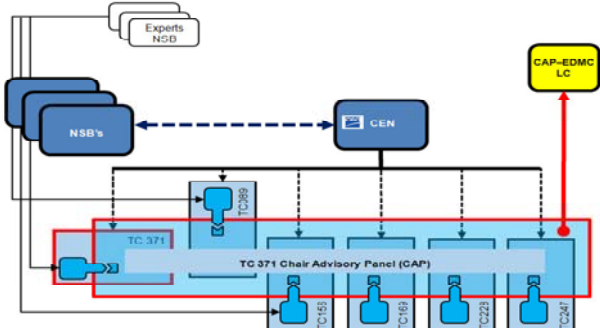 Experts
NSB
CAP–EDMC
LC
NSB's
CEN
TC089
TC 371
TC 371 Chair Advisory Panel (CAP)
TC156
TC169
TC228
TC247